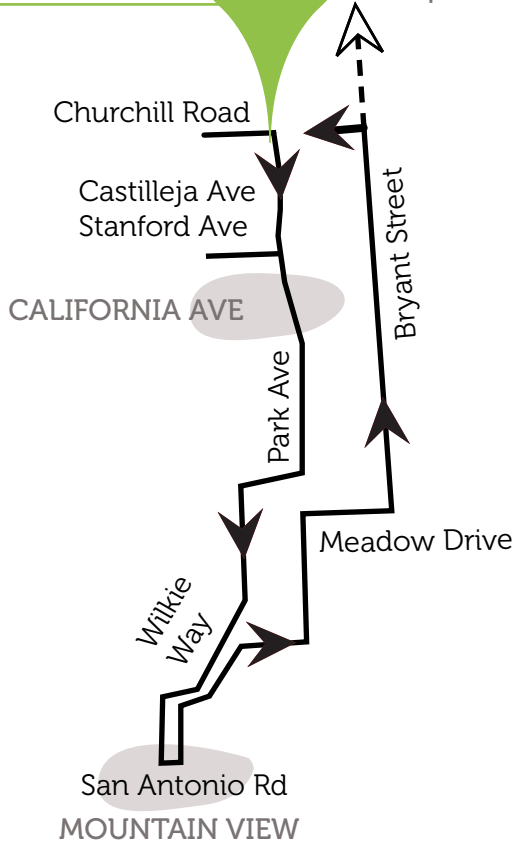 Churchill Road
Castilleja Ave
Stanford Ave
CALIFORNIA AVE
Bryant Street
Park Ave
Meadow Drive
Wilkie
Way
San Antonio Rd
MOUNTAIN VIEW